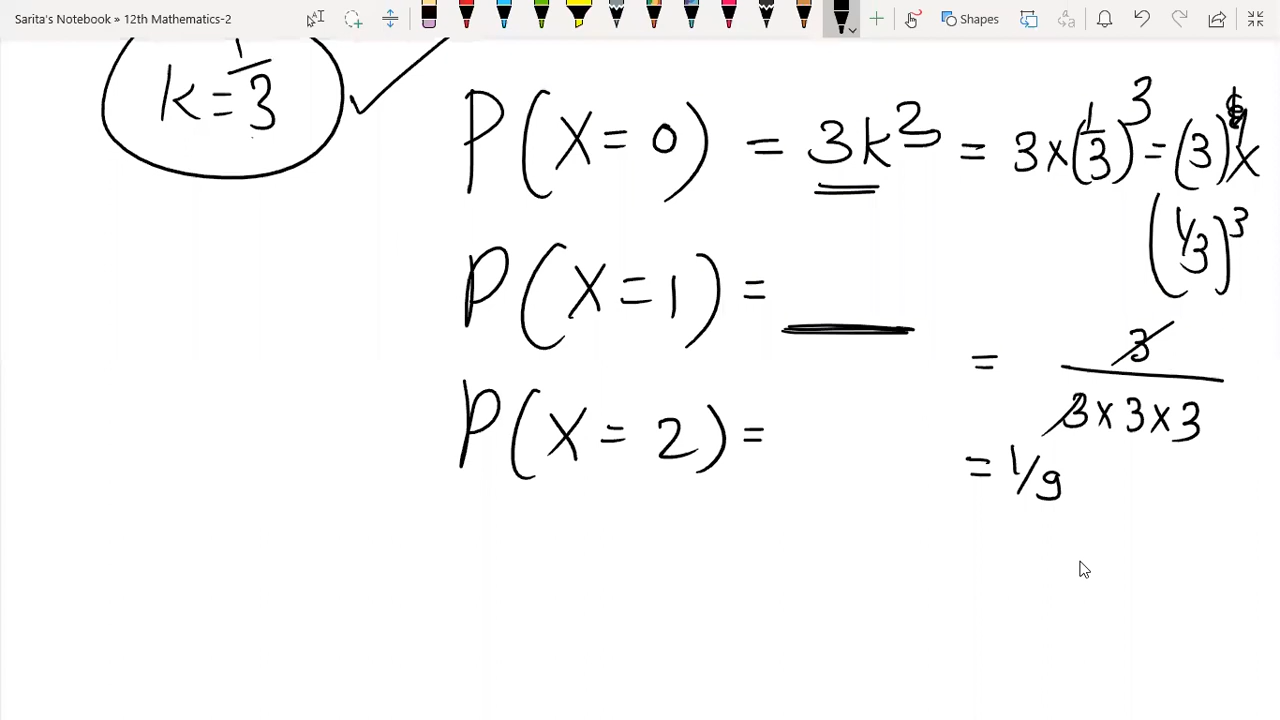 Sarita's Notebook » 12th Mathematics-2
Shapes
k = 1/3 ✓
P(X = 0) = 3k² = 3 × (1/3)³ = (3) ×
(1/3)³
P(X = 1) =
= 3 / 3 × 3 × 3
P(X = 2) =
= 1/9